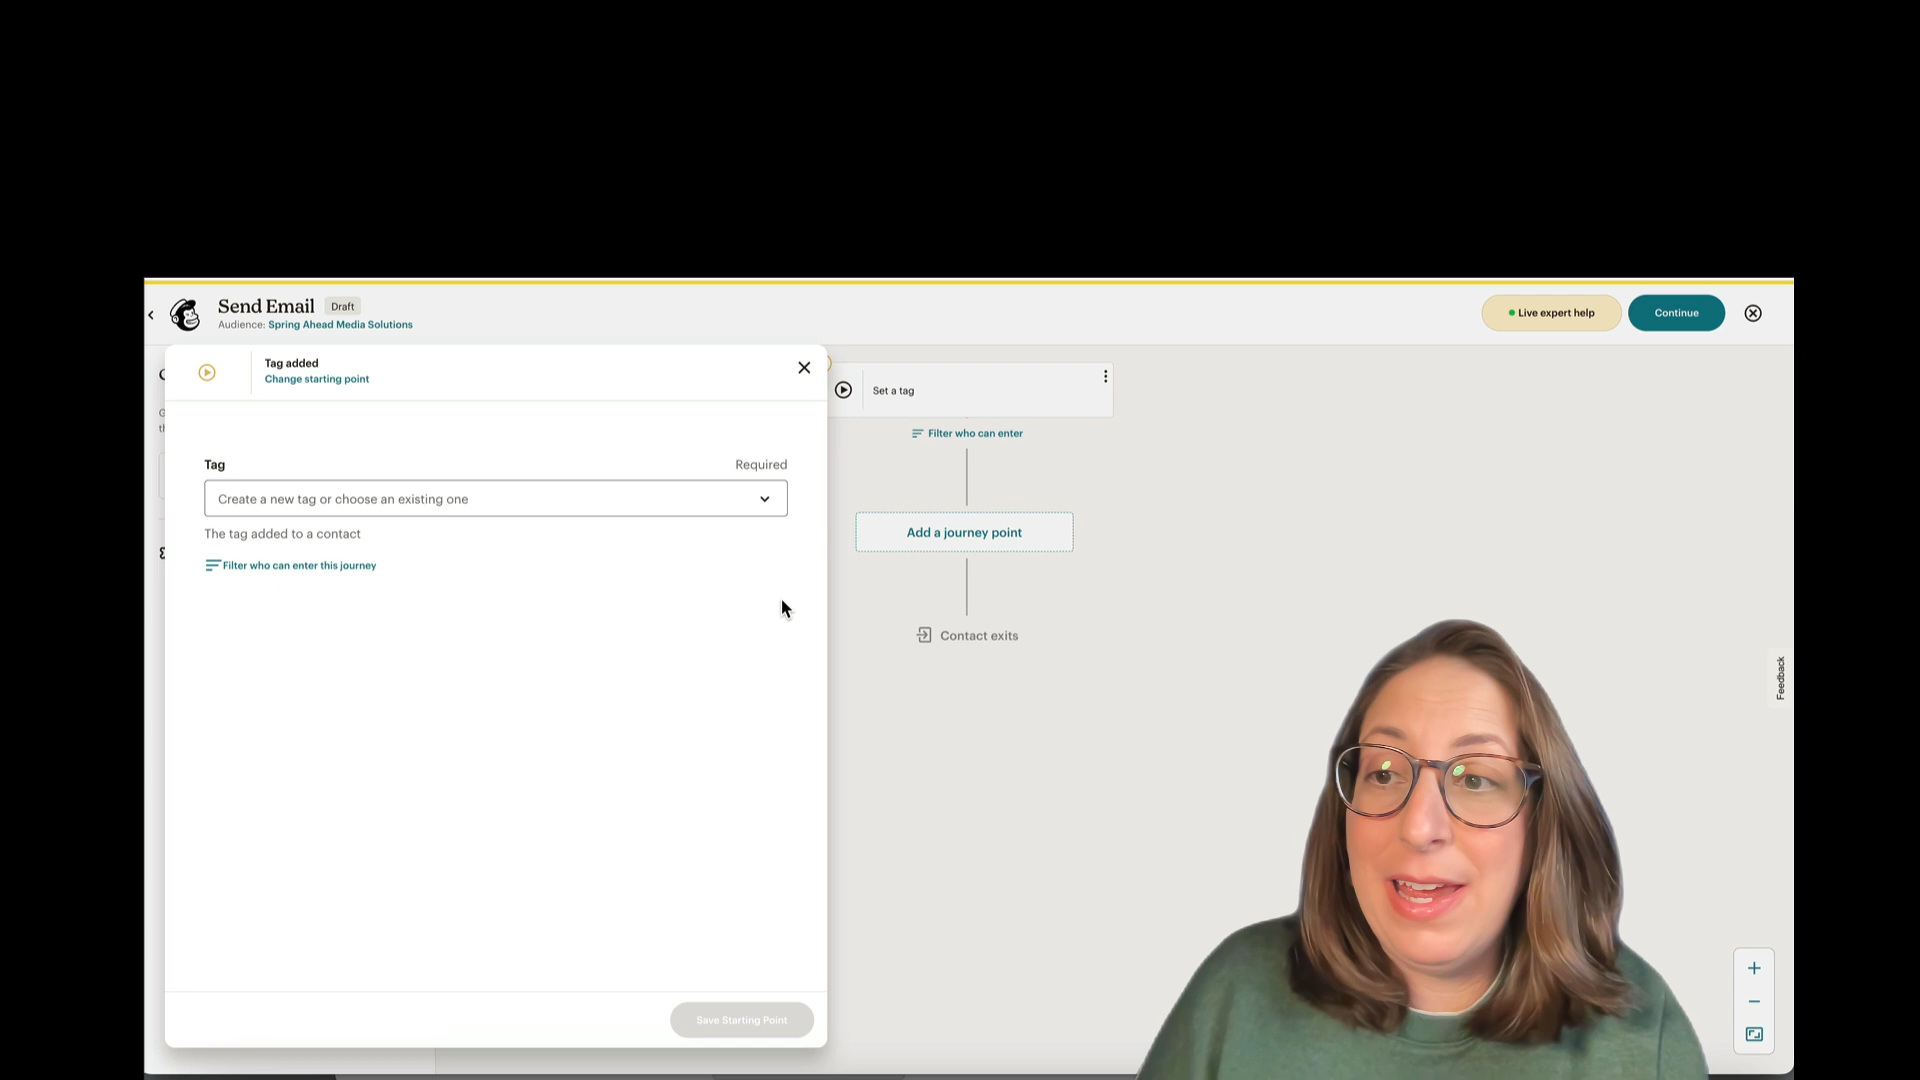 Send Email
Draft
Audience: Spring Ahead Media Solutions
Live expert help
Continue
Tag added
Change starting point
Tag
Required
Create a new tag or choose an existing one
The tag added to a contact
Filter who can enter this journey
Save Starting Point
Set a tag
Filter who can enter
Add a journey point
Contact exits
Feedback